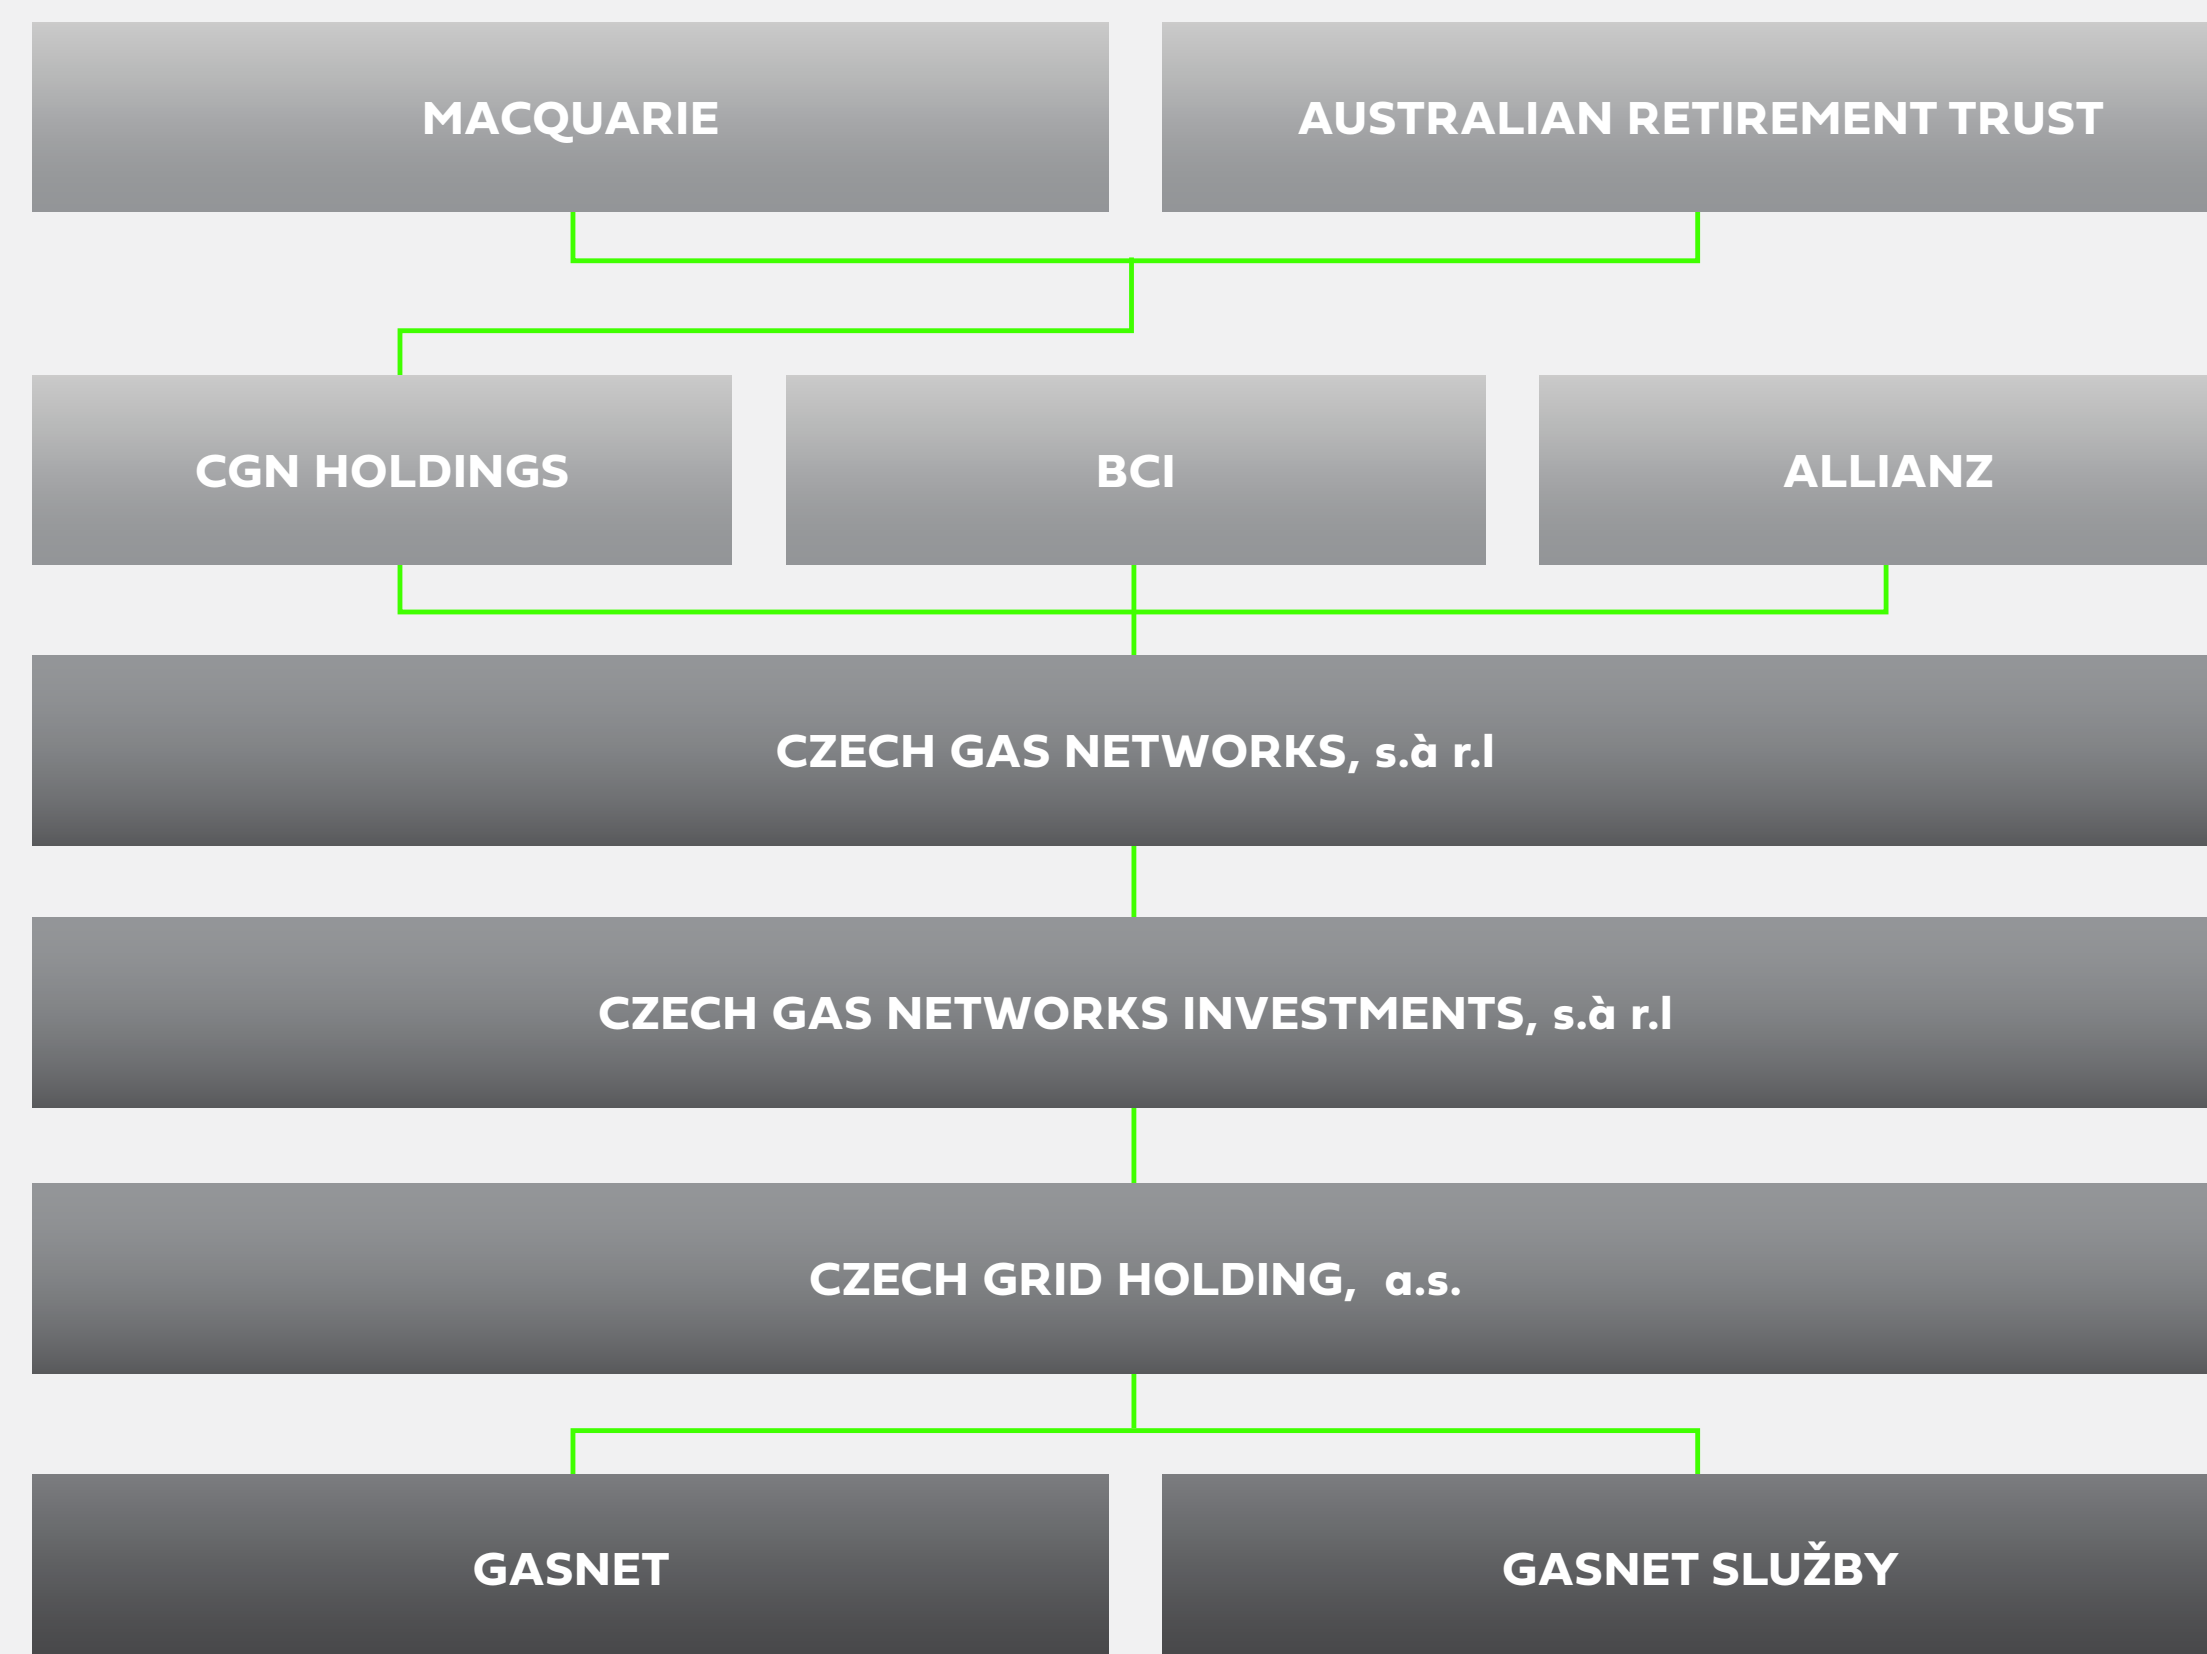 MACQUARIE
AUSTRALIAN RETIREMENT TRUST
CGN HOLDINGS
BCI
ALLIANZ
CZECH GAS NETWORKS, s.à r.l
CZECH GAS NETWORKS INVESTMENTS, s.à r.l
CZECH GRID HOLDING,  a.s.
GASNET
GASNET SLUŽBY